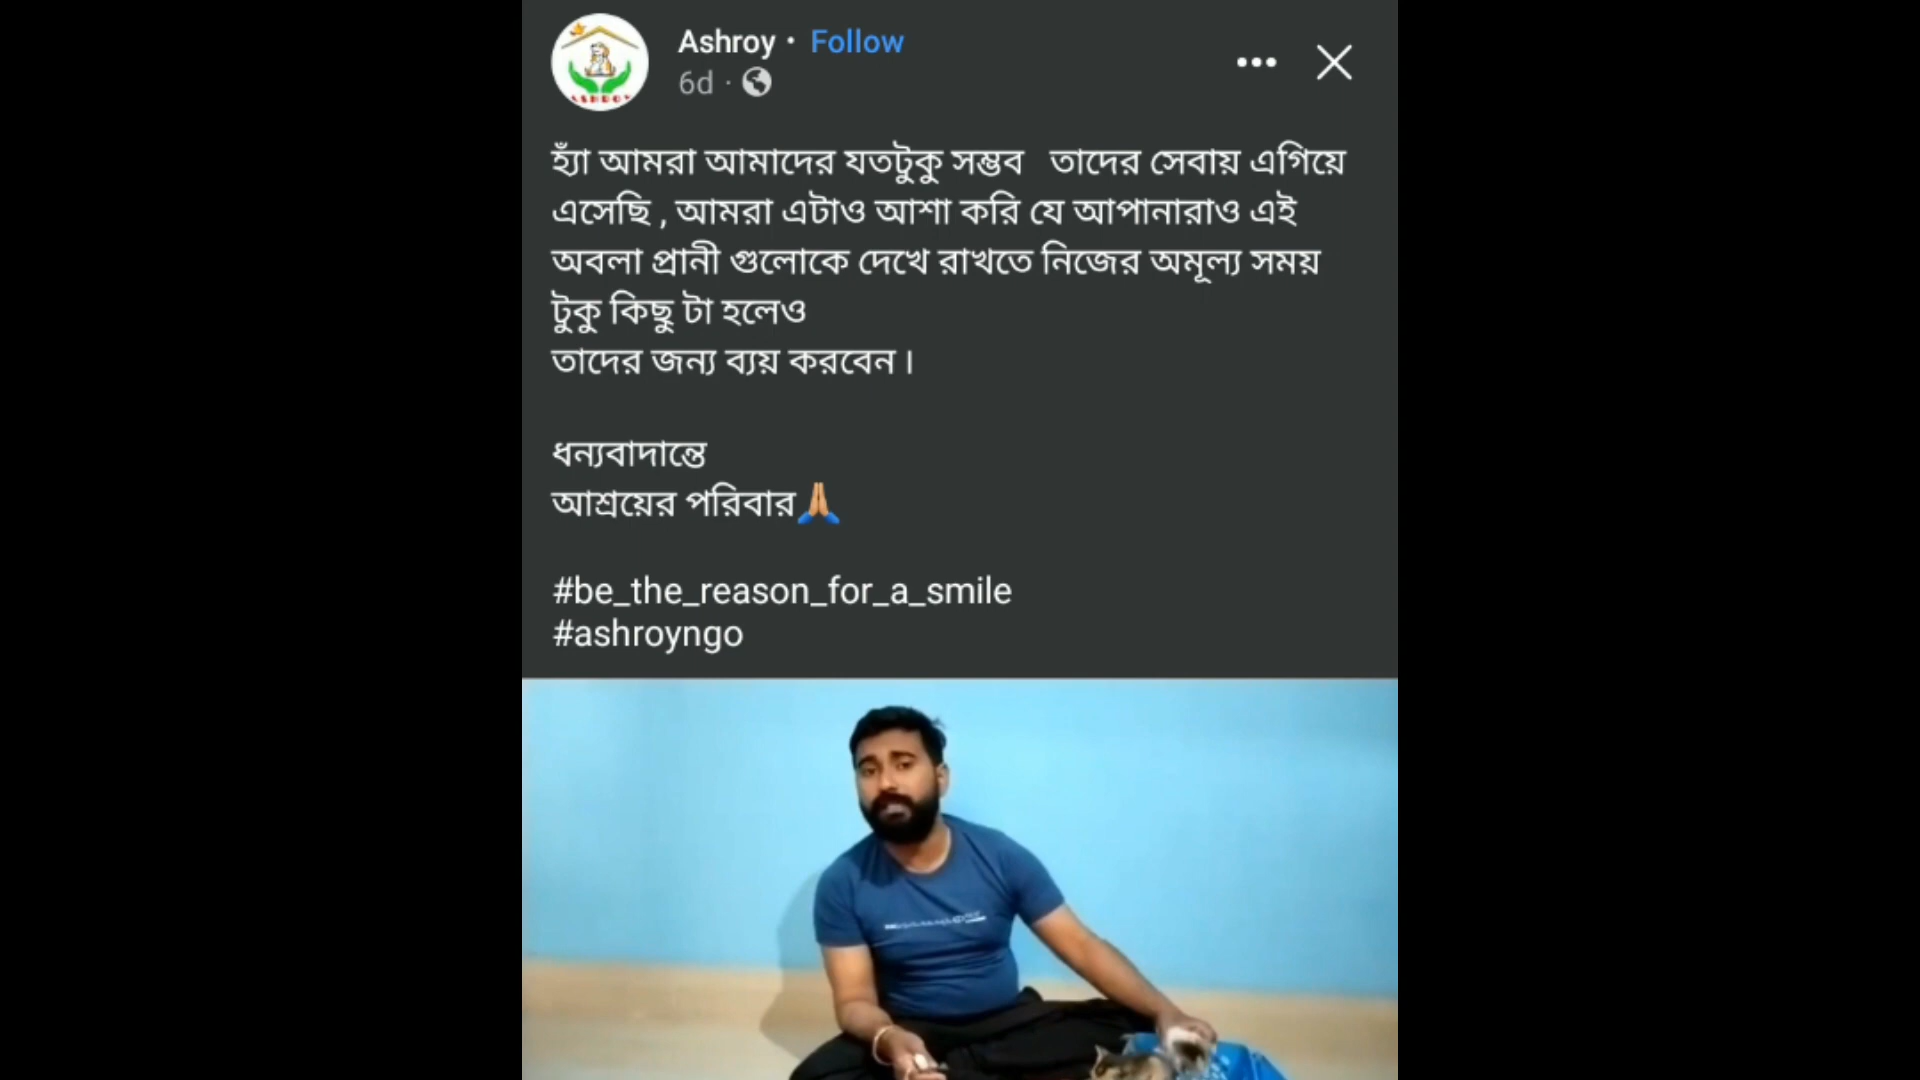 Ashroy · Follow
6d ·
ASHROY
হ্যাঁ আমরা আমাদের যতটুকু সম্ভব তাদের সেবায় এগিয়ে
এসেছি , আমরা এটাও আশা করি যে আপানারাও এই
অবলা প্রানী গুলোকে দেখে রাখতে নিজের অমূল্য সময়
টুকু কিছু টা হলেও
তাদের জন্য ব্যয় করবেন ।
ধন্যবাদান্তে
আশ্রয়ের পরিবার🙏
#be_the_reason_for_a_smile
#ashroyngo